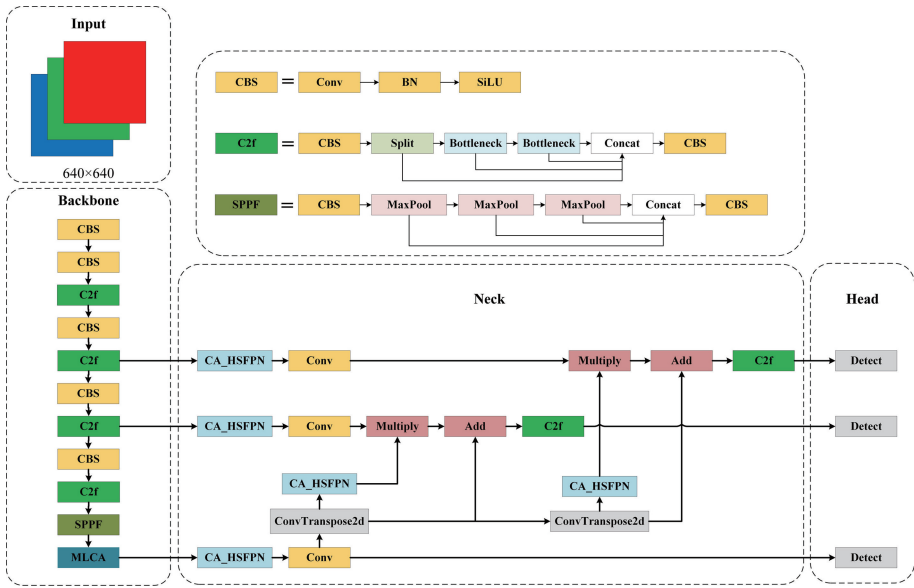 Input
640×640
CBS = Conv BN SiLU
C2f = CBS Split Bottleneck Bottleneck Concat CBS
SPPF = CBS MaxPool MaxPool MaxPool Concat CBS
Backbone
CBS
CBS
C2f
CBS
C2f
CBS
C2f
CBS
C2f
SPPF
MLCA
Neck
CA_HSFPN Conv Multiply Add C2f
CA_HSFPN Conv Multiply Add C2f
CA_HSFPN CA_HSFPN
ConvTranspose2d ConvTranspose2d
CA_HSFPN Conv
Head
Detect
Detect
Detect